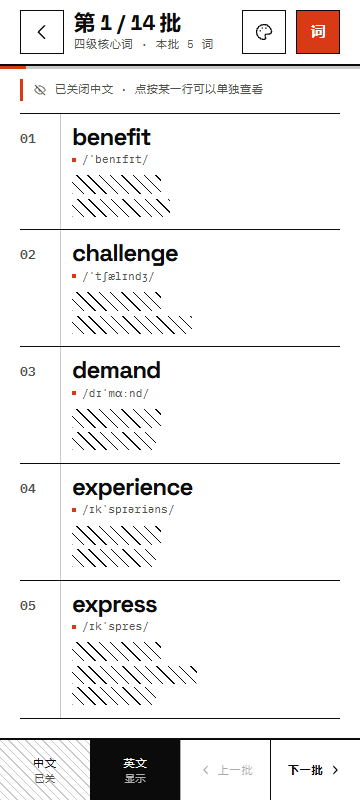 第 1 / 14 批
四级核心词 · 本批 5 词
词
已关闭中文 · 点按某一行可以单独查看
01
benefit
/ˈbenɪfɪt/
02
challenge
/ˈtʃælɪndʒ/
03
demand
/dɪˈmɑːnd/
04
experience
/ɪkˈspɪəriəns/
05
express
/ɪkˈspres/
中文
已关
英文
显示
上一批
下一批